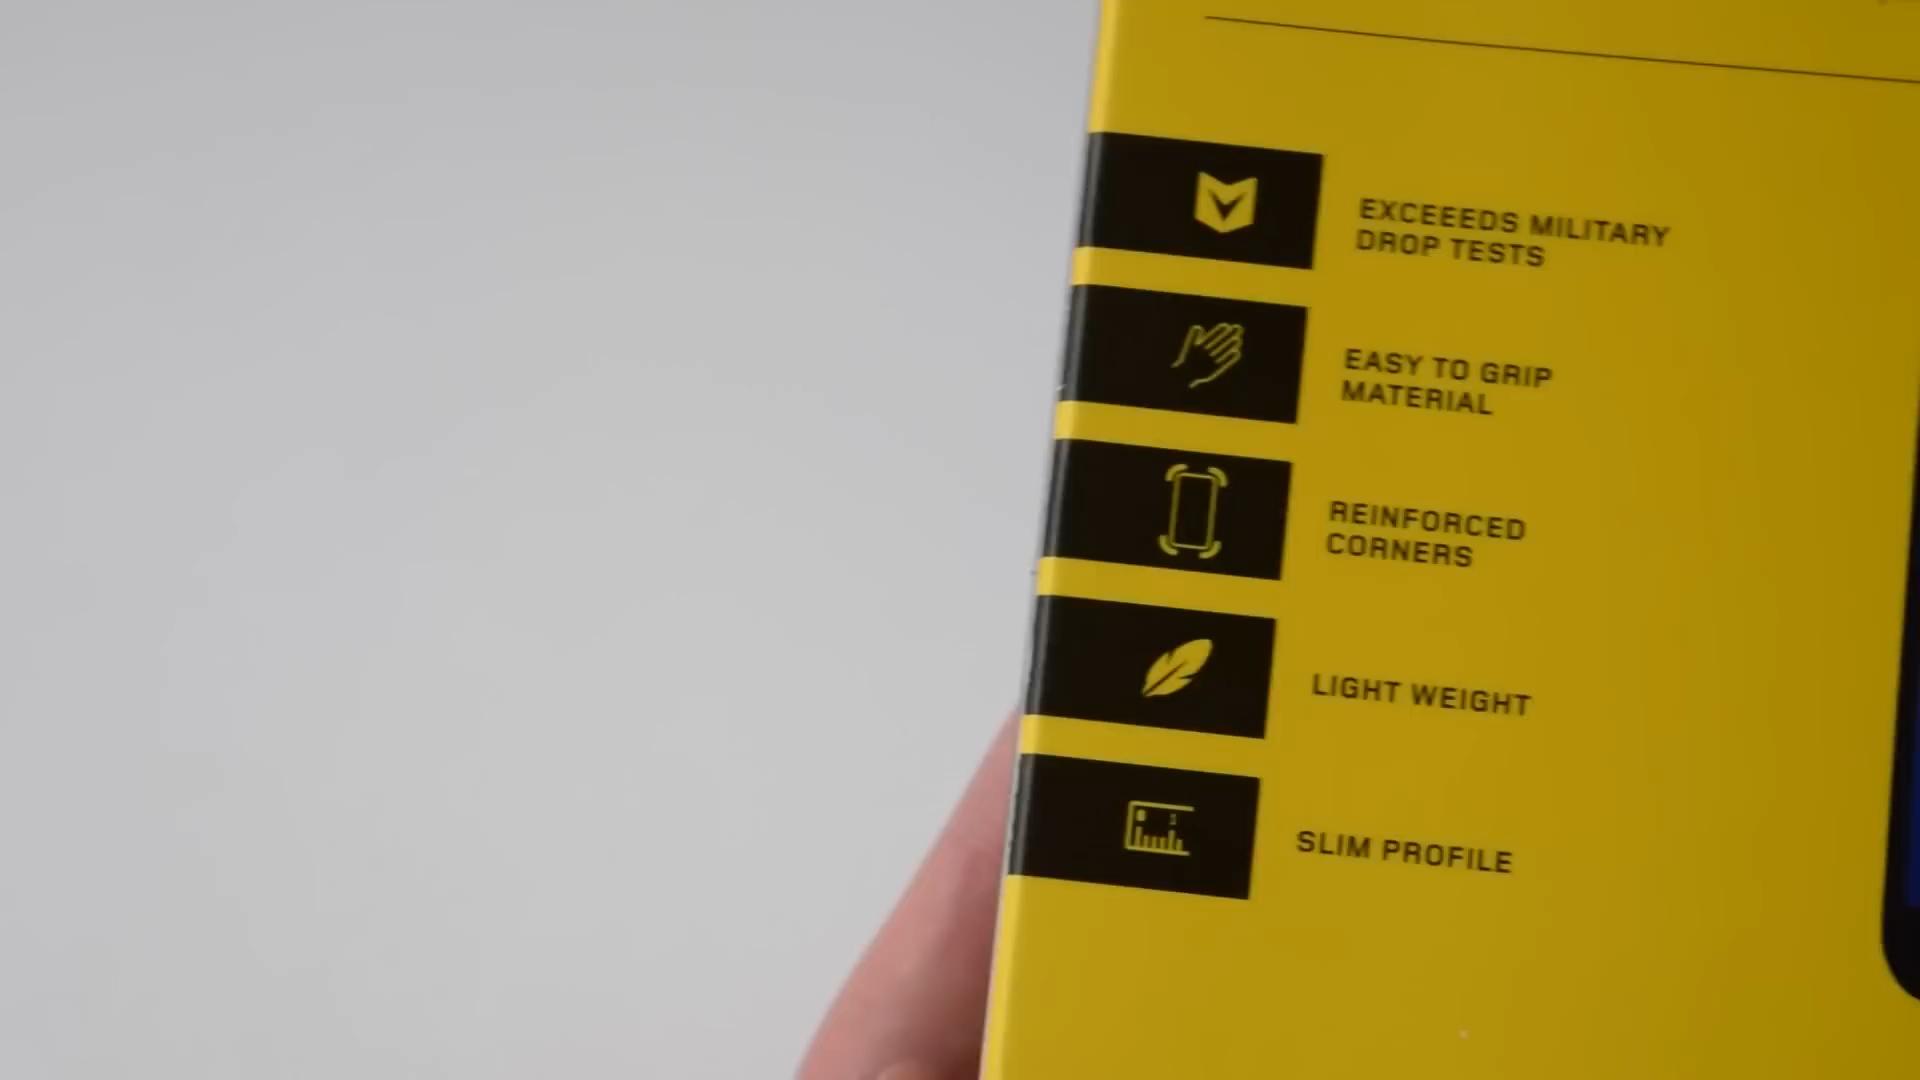 EXCEEEDS MILITARY
DROP TESTS
EASY TO GRIP
MATERIAL
REINFORCED
CORNERS
LIGHT WEIGHT
SLIM PROFILE